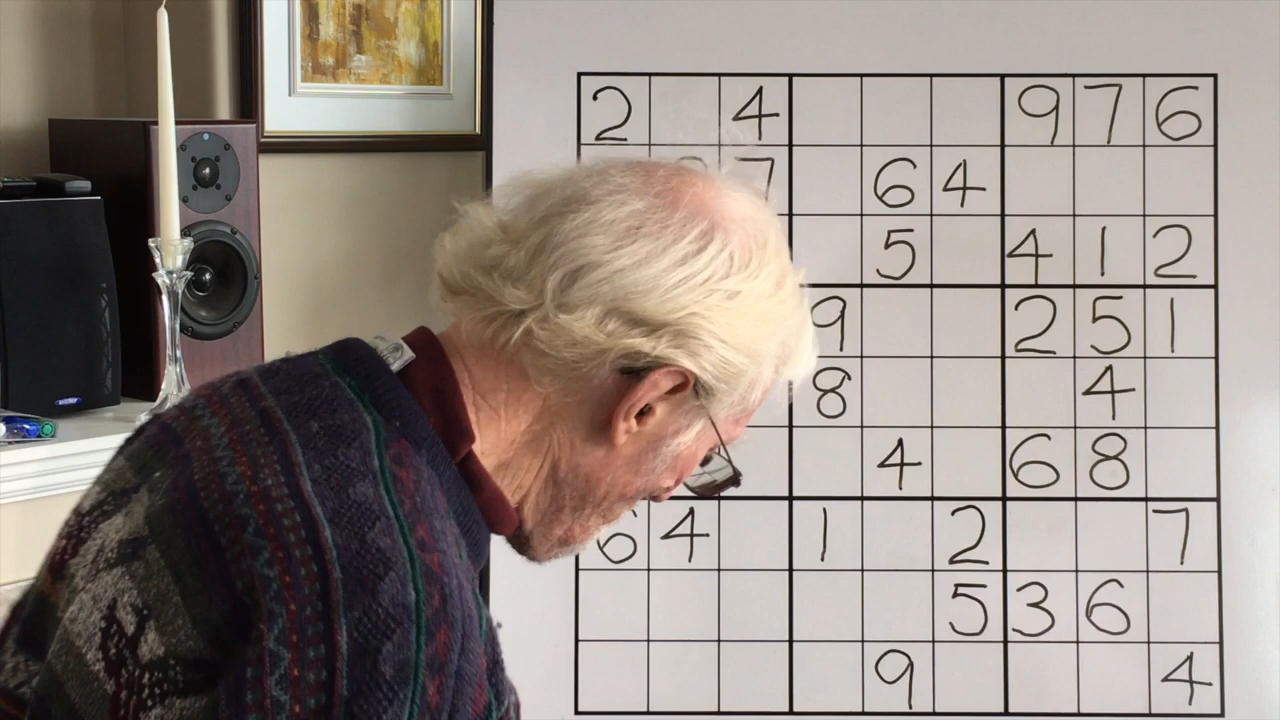 2 4 9 7 6
7 6 4
5 4 1 2
9 2 5 1
8 4
4 6 8
6 4 1 2 7
5 3 6
9 4